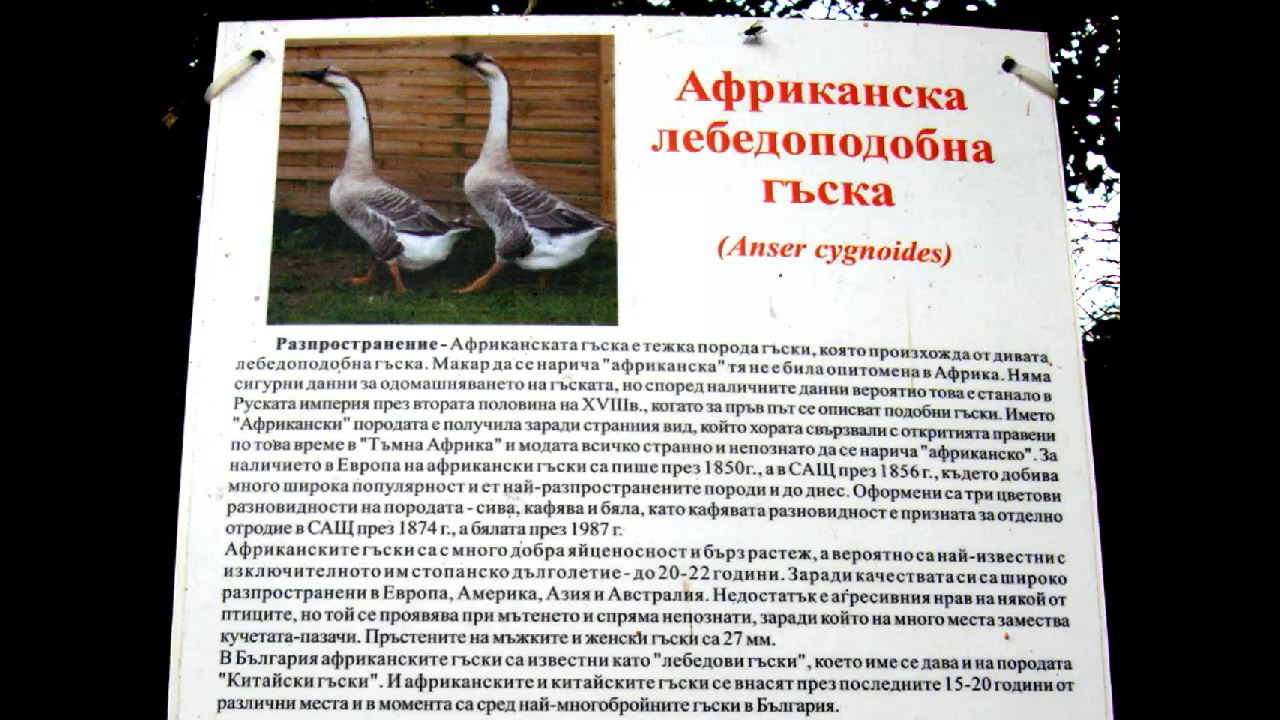 Африканска
лебедоподобна
гъска
(Anser cygnoides)
Разпространение - Африканската гъска е тежка порода гъски, която произхожда от дивата,
лебедоподобна гъска. Макар да се нарича "африканска" тя не е била опитомена в Африка. Няма
сигурни данни за одомашняването на гъската, но според наличните данни вероятно това е станало в
Руската империя през втората половина на XVIIIв., когато за пръв път се описват подобни гъски. Името
"Африкански" породата е получила заради странния вид, който хората свързвали с откритията правени
по това време в "Тъмна Африка" и модата всичко странно и непознато да се нарича "африканско". За
наличието в Европа на африкански гъски са пише през 1850г., а в САЩ през 1856 г., където добива
много широка популярност и ет най-разпространените породи и до днес. Оформени са три цветови
разновидности на породата - сива, кафява и бяла, като кафявата разновидност е призната за отделно
отродие в САЩ през 1874 г., а бялата през 1987 г.
Африканските гъски са с много добра яйценосност и бърз растеж, а вероятно са най-известни с
изключителното им стопанско дълголетие - до 20-22 години. Заради качествата си са широко
разпространени в Европа, Америка, Азия и Австралия. Недостатък е агресивния нрав на някой от
птиците, но той се проявява при мътенето и спряма непознати, заради който на много места замества
кучетата-пазачи. Пръстените на мъжките и женски гъски са 27 мм.
В България африканските гъски са известни като "лебедови гъски", което име се дава и на породата
"Китайски гъски". И африканските и китайските гъски се внасят през последните 15-20 години от
различни места и в момента са сред най-многобройните гъски в България.